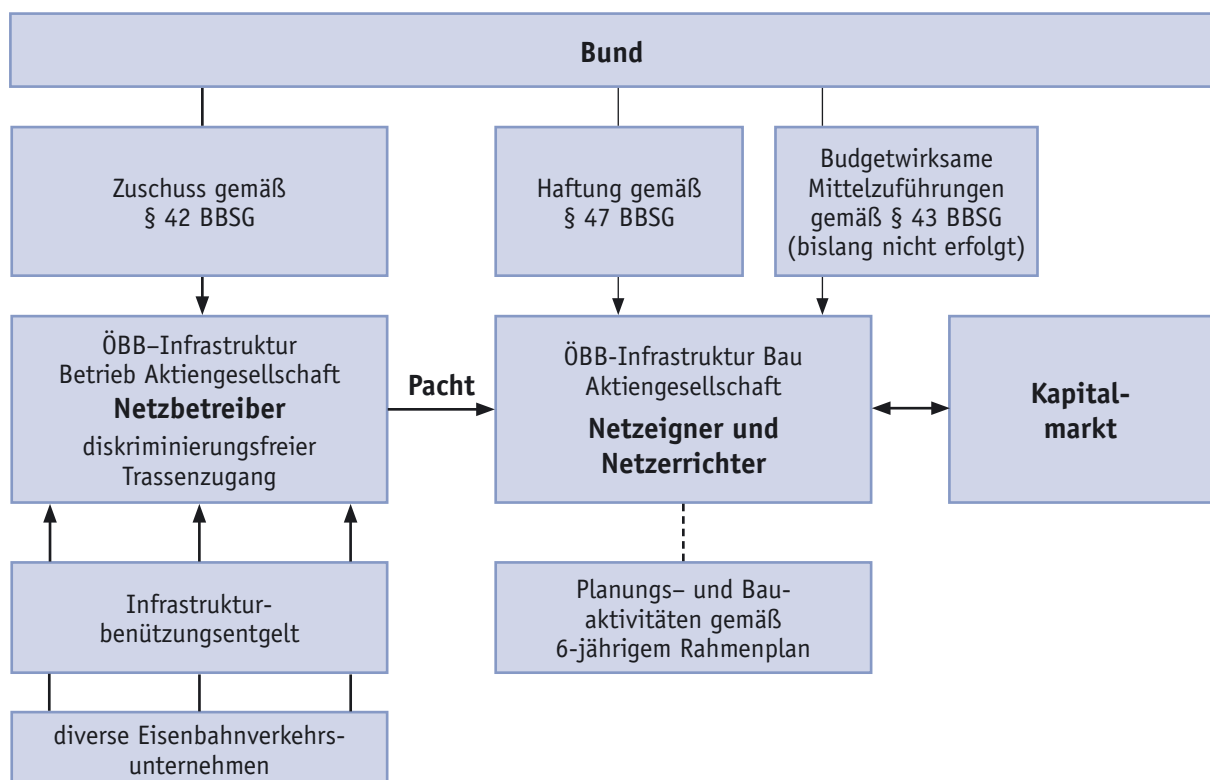 Bund
Zuschuss gemäß
§ 42 BBSG
Haftung gemäß
§ 47 BBSG
Budgetwirksame
Mittelzuführungen
gemäß § 43 BBSG
(bislang nicht erfolgt)
ÖBB–Infrastruktur
Betrieb Aktiengesellschaft
Netzbetreiber
diskriminierungsfreier
Trassenzugang
Pacht
ÖBB-Infrastruktur Bau
Aktiengesellschaft
Netzeigner und
Netzerrichter
Kapital-
markt
Infrastruktur-
benützungsentgelt
Planungs– und Bau-
aktivitäten gemäß
6-jährigem Rahmenplan
diverse Eisenbahnverkehrs-
unternehmen